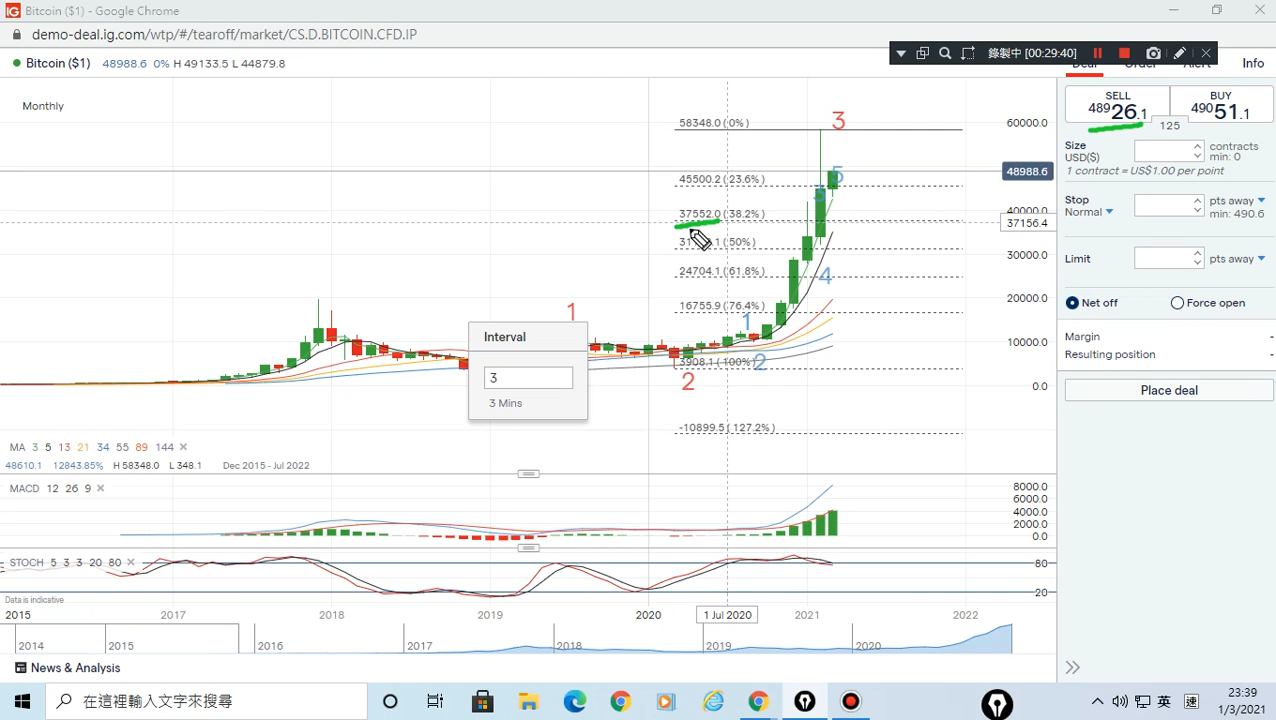 IG Bitcoin ($1) - Google Chrome
demo-deal.ig.com/wtp/#/tearoff/market/CS.D.BITCOIN.CFD.IP
錄製中 [00:29:40]
Bitcoin ($1) 48988.6 0% H 49133.5 L 44879.8
Deal Order Alert Info
Monthly
SELL
48926.1
BUY
49051.1
125
Size
USD($)
contracts
min: 0
1 contract = US$1.00 per point
Stop
Normal
pts away
min: 490.6
Limit
pts away
Net off
Force open
Margin -
Resulting position -
Place deal
58348.0 (0%)
3
60000.0
45500.2 (23.6%)
5
48988.6
3
37552.0 (38.2%)
40000.0
37156.4
.1 (50%)
30000.0
24704.1 (61.8%)
4
20000.0
16755.9 (76.4%)
1
1
10000.0
3908.1 (100%)
2
2
0.0
-10899.5 (127.2%)
Interval
3
3 Mins
MA 3 5 13 21 34 55 89 144
48610.1 12843.85% H 58348.0 L 348.1 Dec 2015 - Jul 2022
MACD 12 26 9
8000.0
6000.0
4000.0
2000.0
0.0
STOCH 5 3 3 20 80
80
20
Data is indicative
2015 2017 2018 2019 2020 1 Jul 2020 2021 2022
2014 2015 2016 2017 2018 2019 2020
News & Analysis
在這裡輸入文字來搜尋
英
23:39
1/3/2021